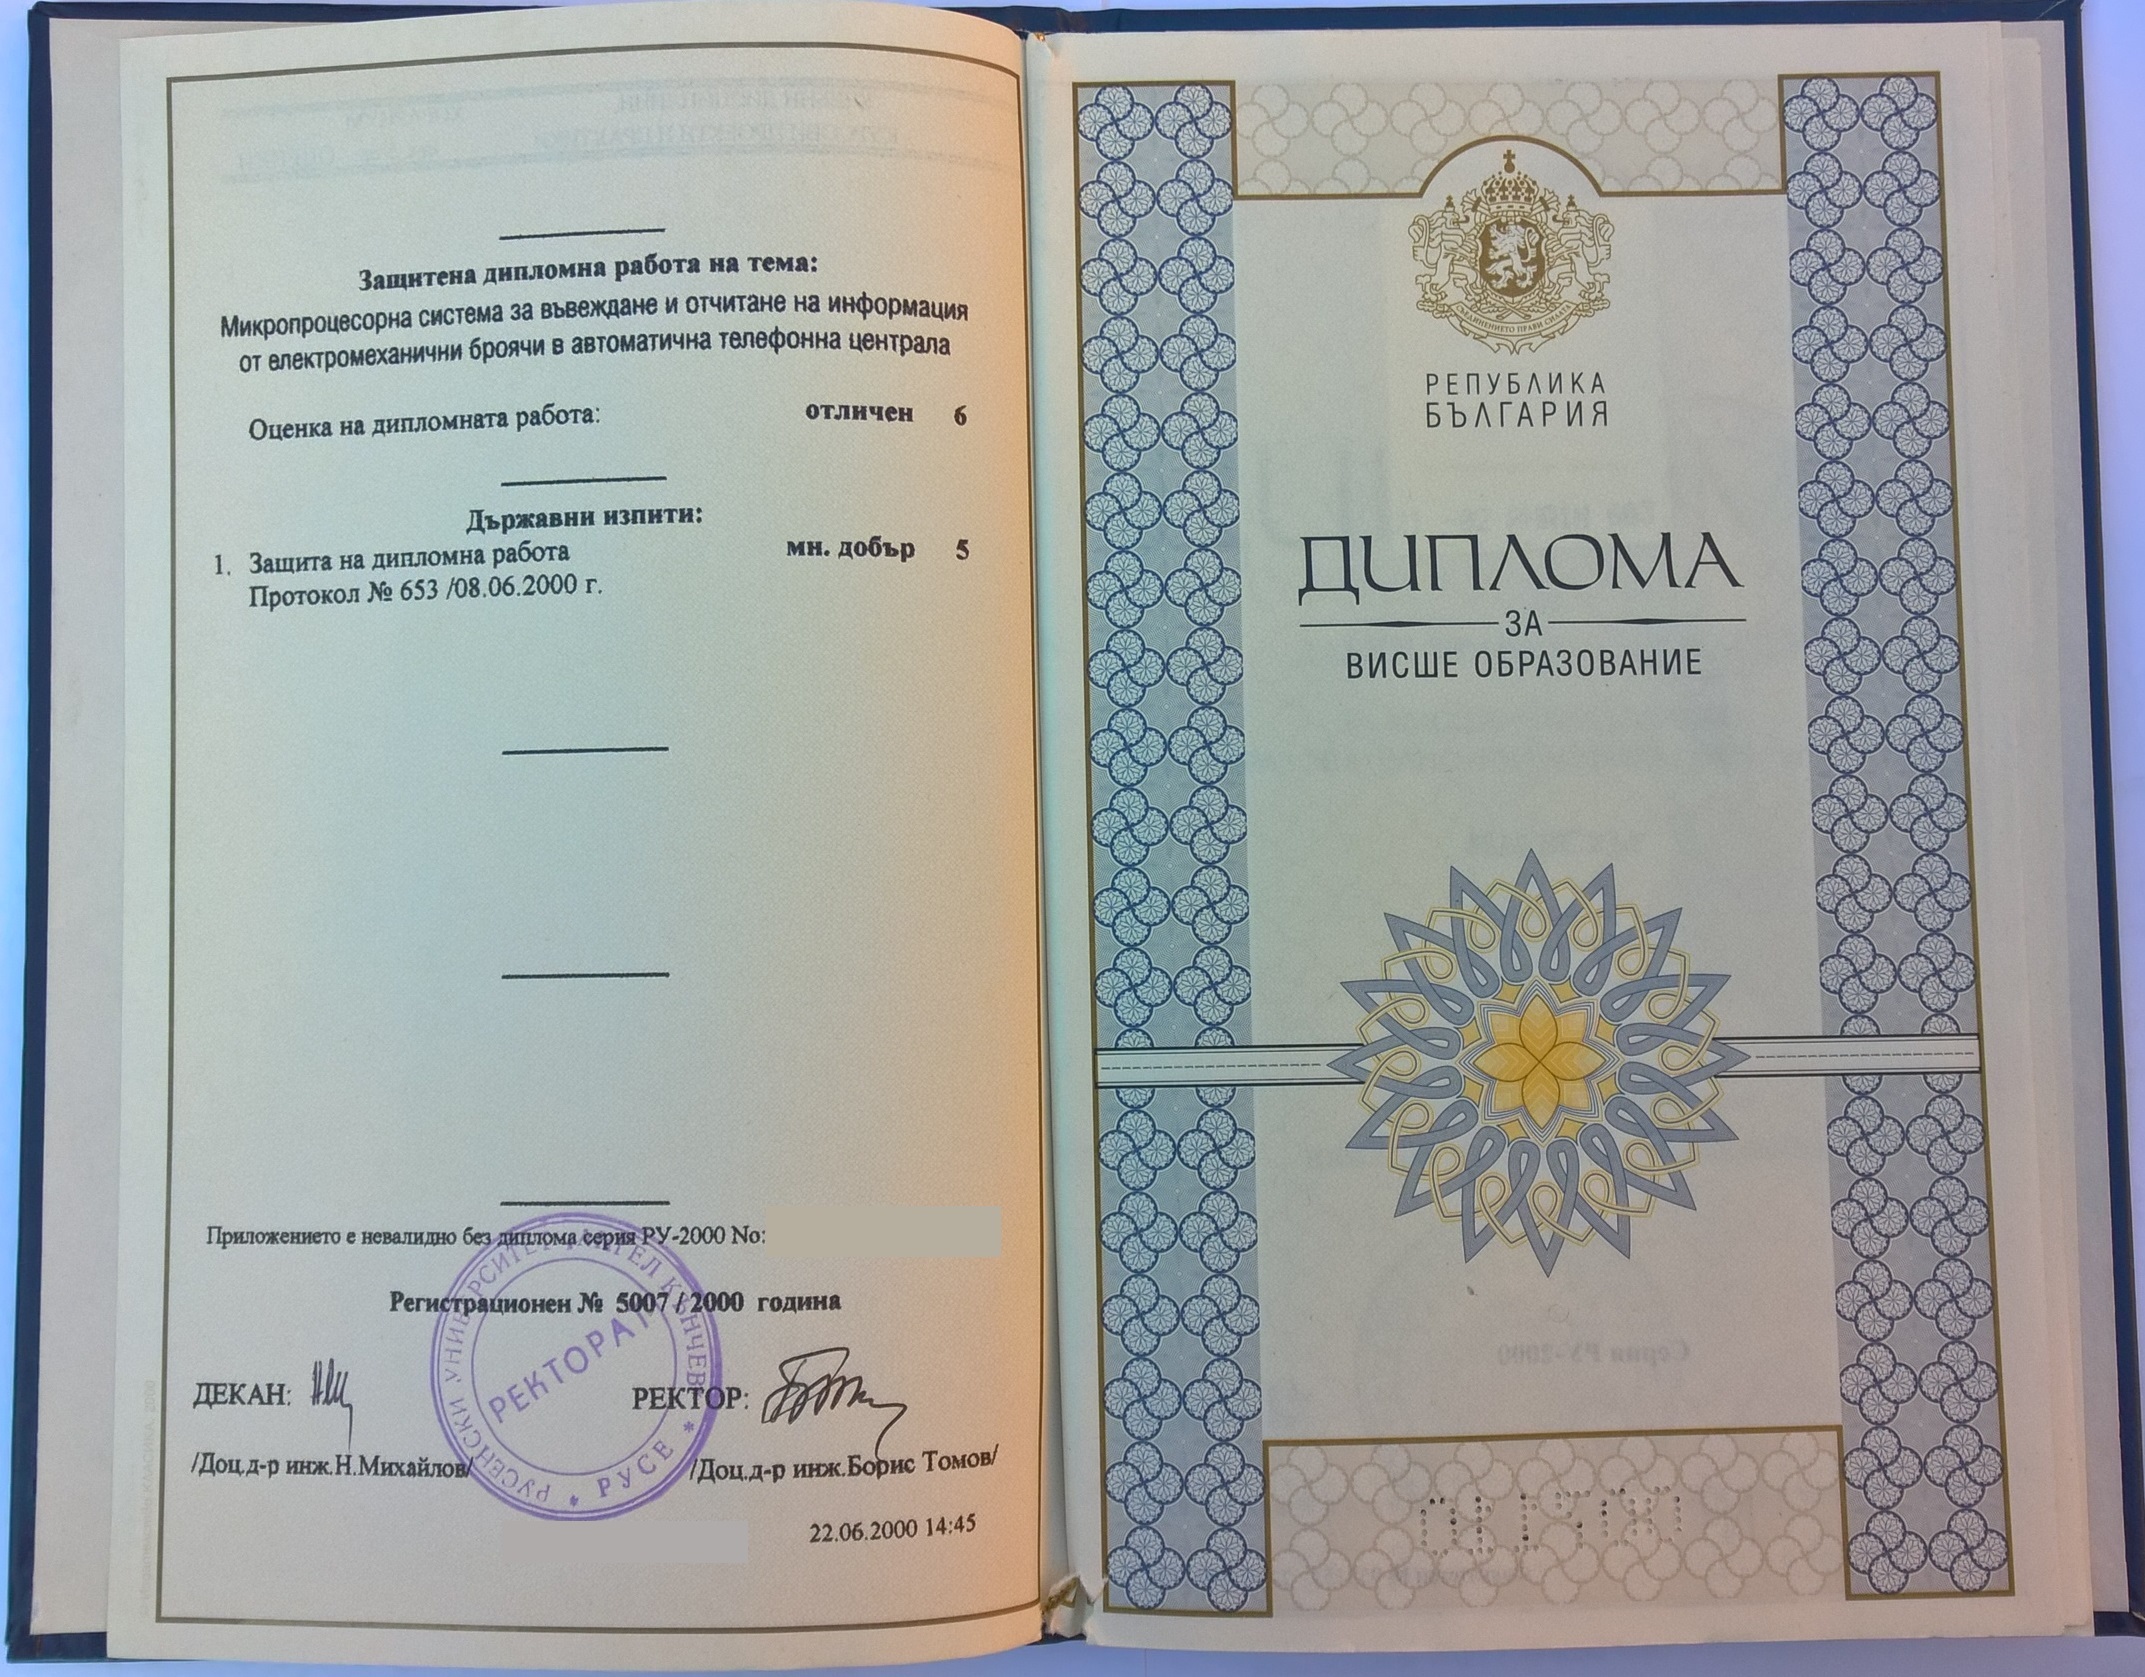 Защитена дипломна работа на тема:
Микропроцесорна система за въвеждане и отчитане на информация
от електромеханични броячи в автоматична телефонна централа
Оценка на дипломната работа: отличен 6
Държавни изпити:
1. Защита на дипломна работа мн. добър 5
Протокол № 653 /08.06.2000 г.
Приложението е невалидно без диплома серия РУ-2000 No:
Регистрационен № 5007 / 2000 година
ДЕКАН: РЕКТОР:
/Доц.д-р инж.Н.Михайлов/ /Доц.д-р инж.Борис Томов/
22.06.2000 14:45
РУСЕНСКИ УНИВЕРСИТЕТ АНГЕЛ КЪНЧЕВ * РУСЕ *
РЕКТОРАТ
СЪЕДИНЕНИЕТО ПРАВИ СИЛАТА
РЕПУБЛИКА
БЪЛГАРИЯ
ДИПЛОМА
ЗА
ВИСШЕ ОБРАЗОВАНИЕ
Серия РУ-2000